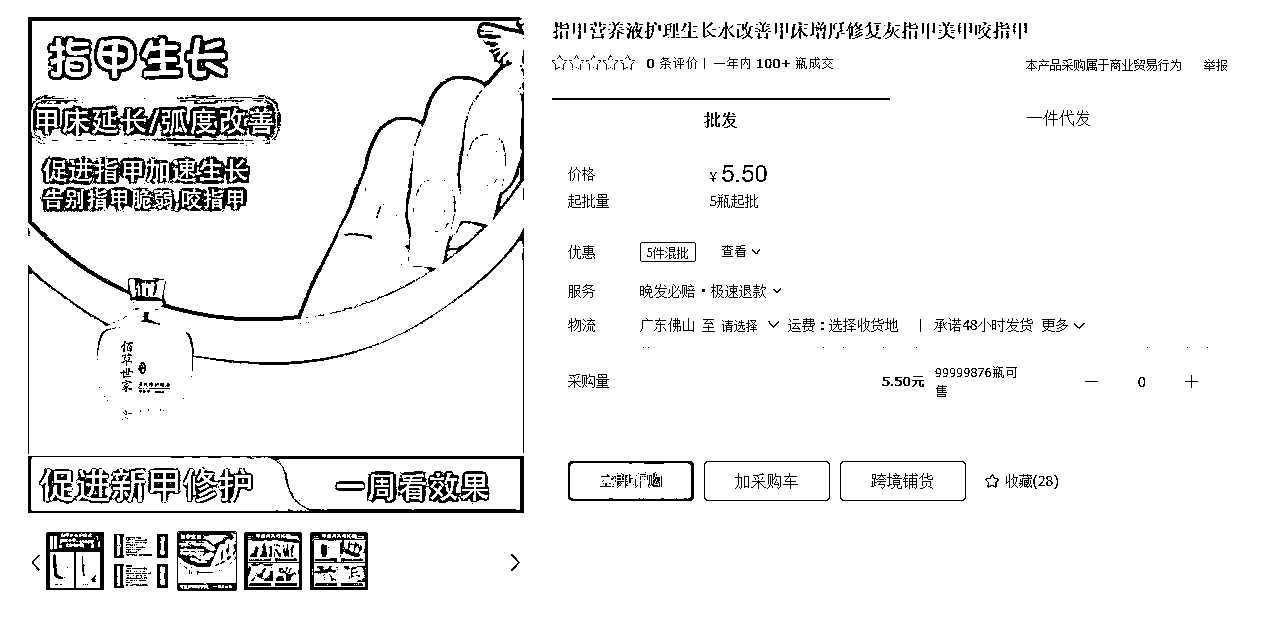 指甲生长
甲床延长/弧度改善
促进指甲加速生长
告别指甲脆弱,咬指甲
佰草世家
促进新甲修护
一周看效果
指甲营养液护理生长水改善甲床增厚修复灰指甲美甲咬指甲
0 条评价 | 一年内 100+ 瓶成交
本产品采购属于商业贸易行为 举报
批发
一件代发
价格 ¥ 5.50
起批量 5瓶起批
优惠 5件混批 查看
服务 晚发必赔・极速退款
物流 广东佛山 至 请选择 运费:选择收货地 | 承诺48小时发货 更多
采购量 5.50元 99999876瓶可
售
0
加采购车 跨境铺货 收藏(28)